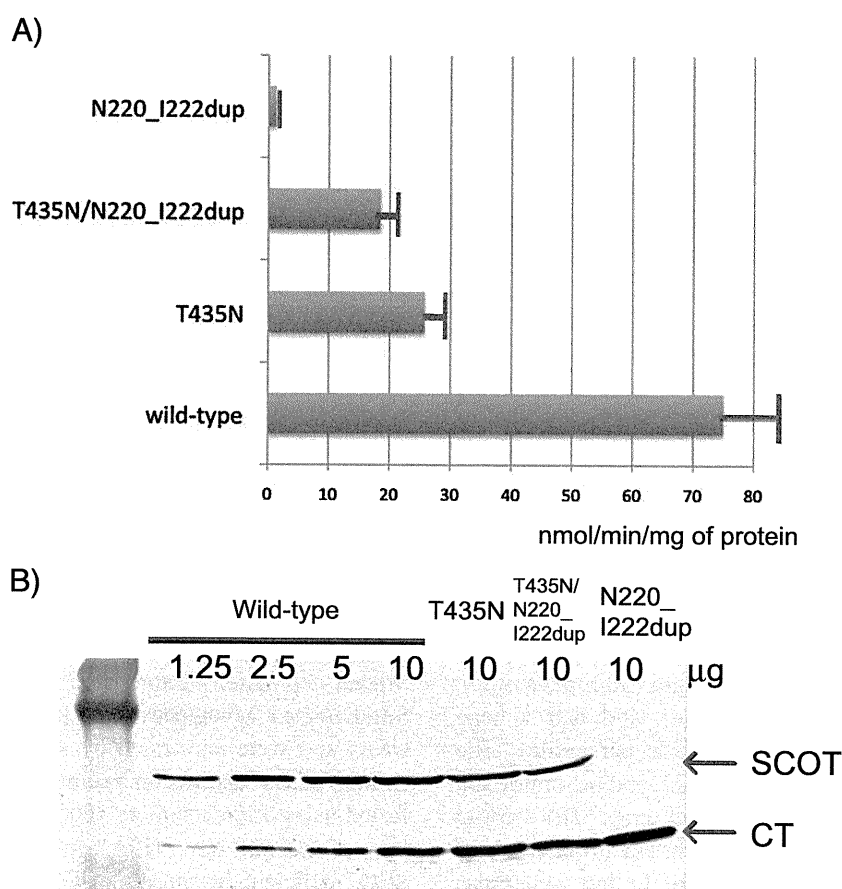 A)
N220_I222dup
T435N/N220_I222dup
T435N
wild-type
0 10 20 30 40 50 60 70 80
nmol/min/mg of protein
B)
Wild-type T435N T435N/ N220_ I222dup N220_ I222dup
1.25 2.5 5 10 10 10 10 μg
SCOT
CT